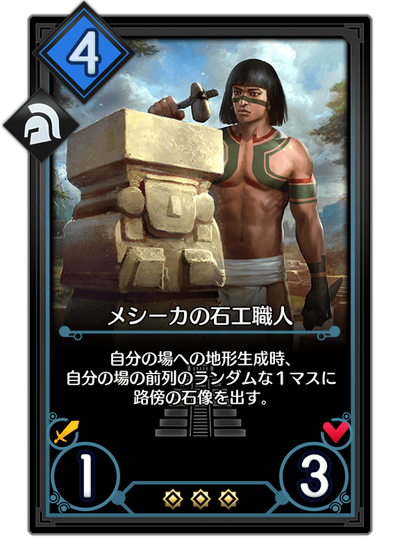 4
メシーカの石工職人
自分の場への地形生成時、
自分の場の前列のランダムな1マスに
路傍の石像を出す。
1
3